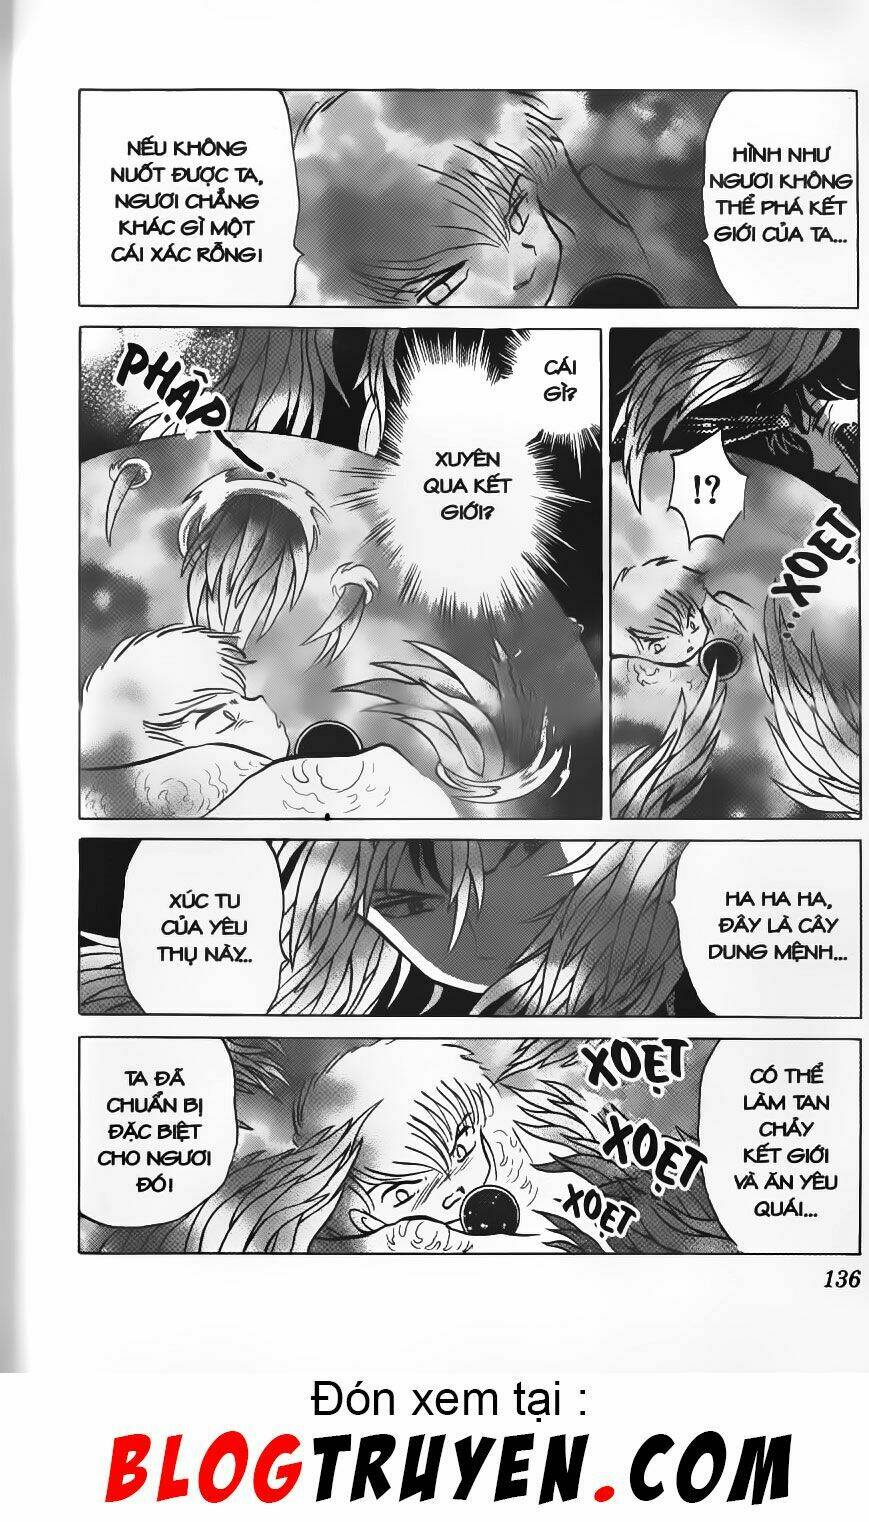 HÌNH NHƯ
NGƯƠI KHÔNG
THỂ PHÁ KẾT
GIỚI CỦA TA...
NẾU KHÔNG
NUỐT ĐƯỢC TA,
NGƯƠI CHẲNG
KHÁC GÌ MỘT
CÁI XÁC RỖNG!
!?
...XOẸT
CÁI
GÌ?
XUYÊN
QUA KẾT
GIỚI?
PHẬP...
HA HA HA,
ĐÂY LÀ CÂY
DUNG MỆNH...
XÚC TU
CỦA YÊU
THỤ NÀY...
CÓ THỂ
LÀM TAN
CHẢY
KẾT GIỚI
VÀ ĂN YÊU
QUÁI...
XOẸT
XOẸT
XOẸT
TA ĐÃ
CHUẨN BỊ
ĐẶC BIỆT
CHO NGƯƠI
ĐÓ!
136
Đón xem tại :
BLOGTRUYEN.COM